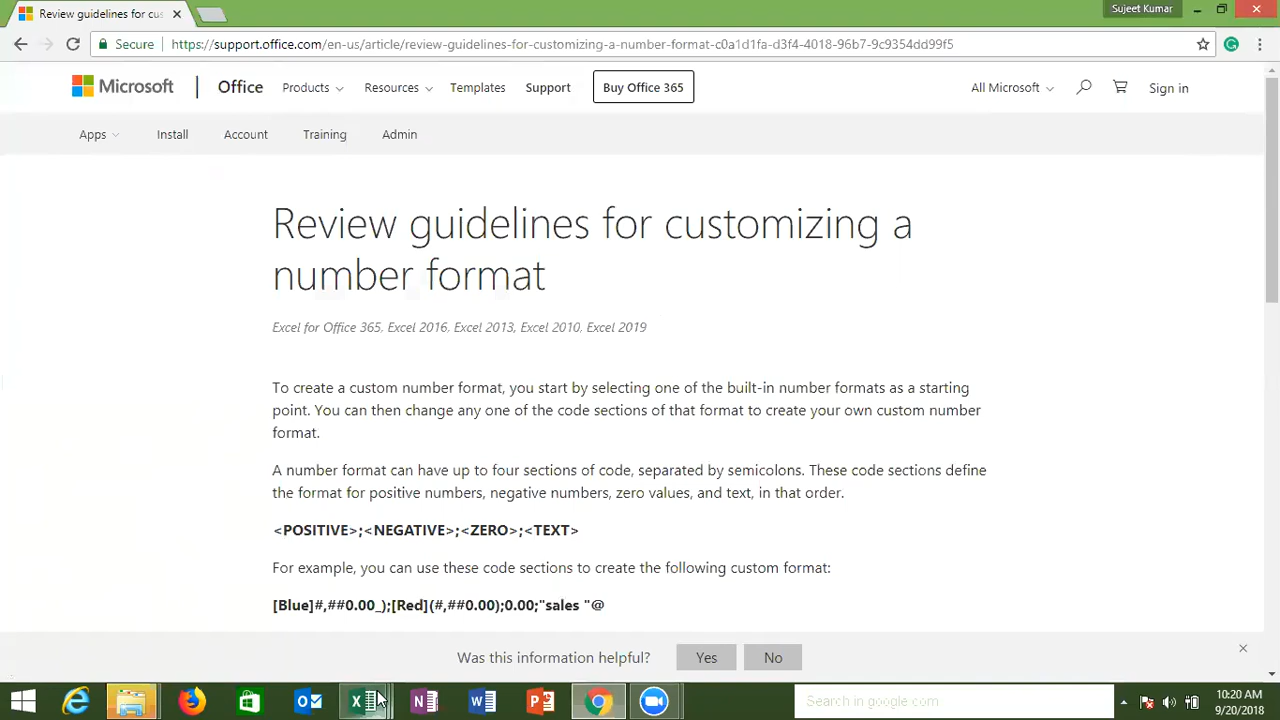 Review guidelines for cus
Sujeet Kumar
Secure
https://support.office.com/en-us/article/review-guidelines-for-customizing-a-number-format-c0a1d1fa-d3f4-4018-96b7-9c9354dd99f5
Microsoft
Office
Products
Resources
Templates
Support
Buy Office 365
All Microsoft
Sign in
Apps
Install
Account
Training
Admin
Review guidelines for customizing a
number format
Excel for Office 365, Excel 2016, Excel 2013, Excel 2010, Excel 2019
To create a custom number format, you start by selecting one of the built-in number formats as a starting
point. You can then change any one of the code sections of that format to create your own custom number
format.
A number format can have up to four sections of code, separated by semicolons. These code sections define
the format for positive numbers, negative numbers, zero values, and text, in that order.
<POSITIVE>;<NEGATIVE>;<ZERO>;<TEXT>
For example, you can use these code sections to create the following custom format:
[Blue]#,##0.00_);[Red](#,##0.00);0.00;"sales "@
Was this information helpful?
Yes
No
Search in google.com
10:20 AM
9/20/2018